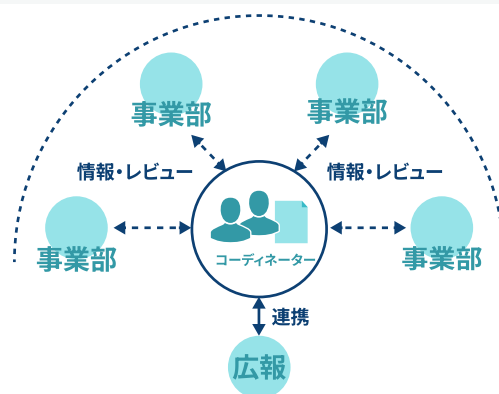 事業部
事業部
情報・レビュー
情報・レビュー
事業部
事業部
コーディネーター
連携
広報